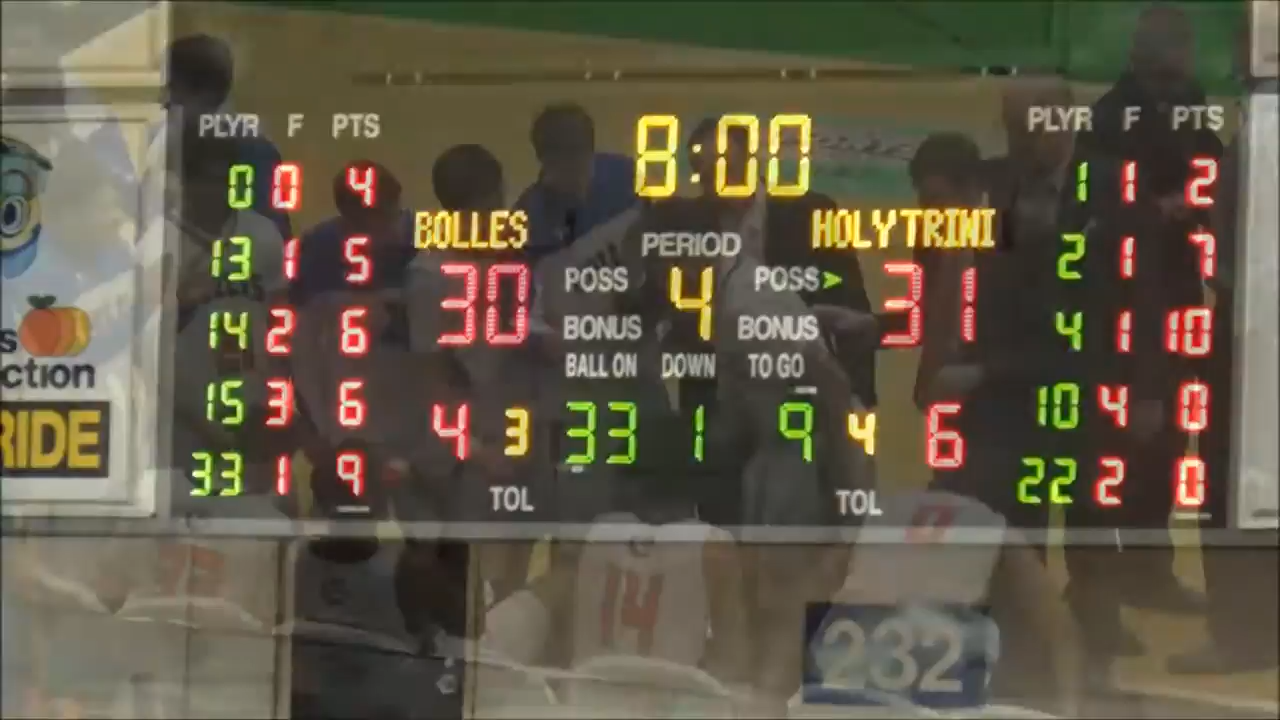 PLYR F PTS 8:00 PLYR F PTS
0 0 4 1 1 2
BOLLES PERIOD HOLYTRINI
13 1 5 30 POSS 4 POSS 31 2 1 7
14 2 6 BONUS BONUS 4 1 10
BALL ON DOWN TO GO
15 3 6 4 3 33 1 9 4 6 10 4 0
33 1 9 TOL TOL 22 2 0
s
ction
RIDE
14
232